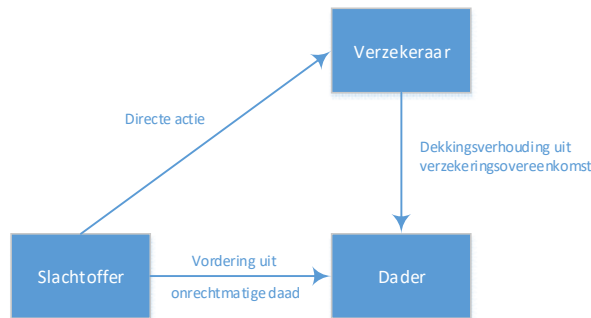 Verzekeraar
Directe actie
Dekkingsverhouding uit
verzekeringsovereenkomst
Slachtoffer
Vordering uit
onrechtmatige daad
Dader